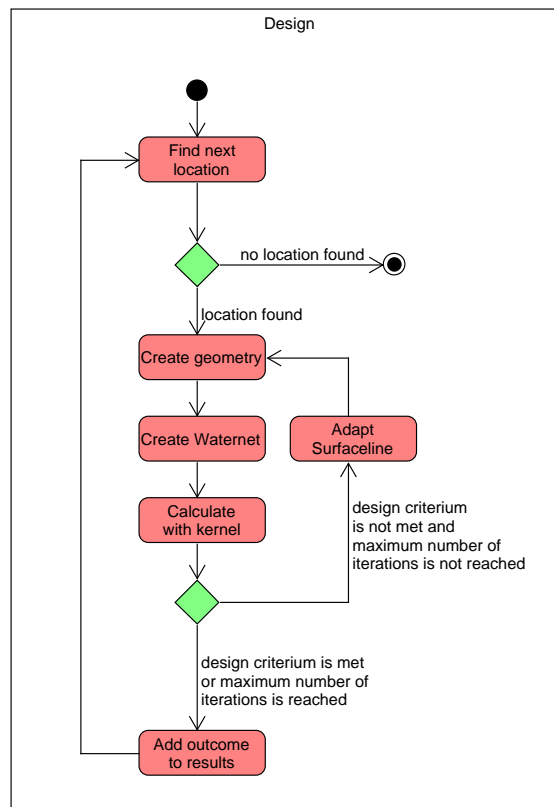 Design
Find next
location
no location found
location found
Create geometry
Create Waternet
Adapt
Surfaceline
Calculate
with kernel
design criterium
is not met and
maximum number of
iterations is not reached
design criterium is met
or maximum number of
iterations is reached
Add outcome
to results